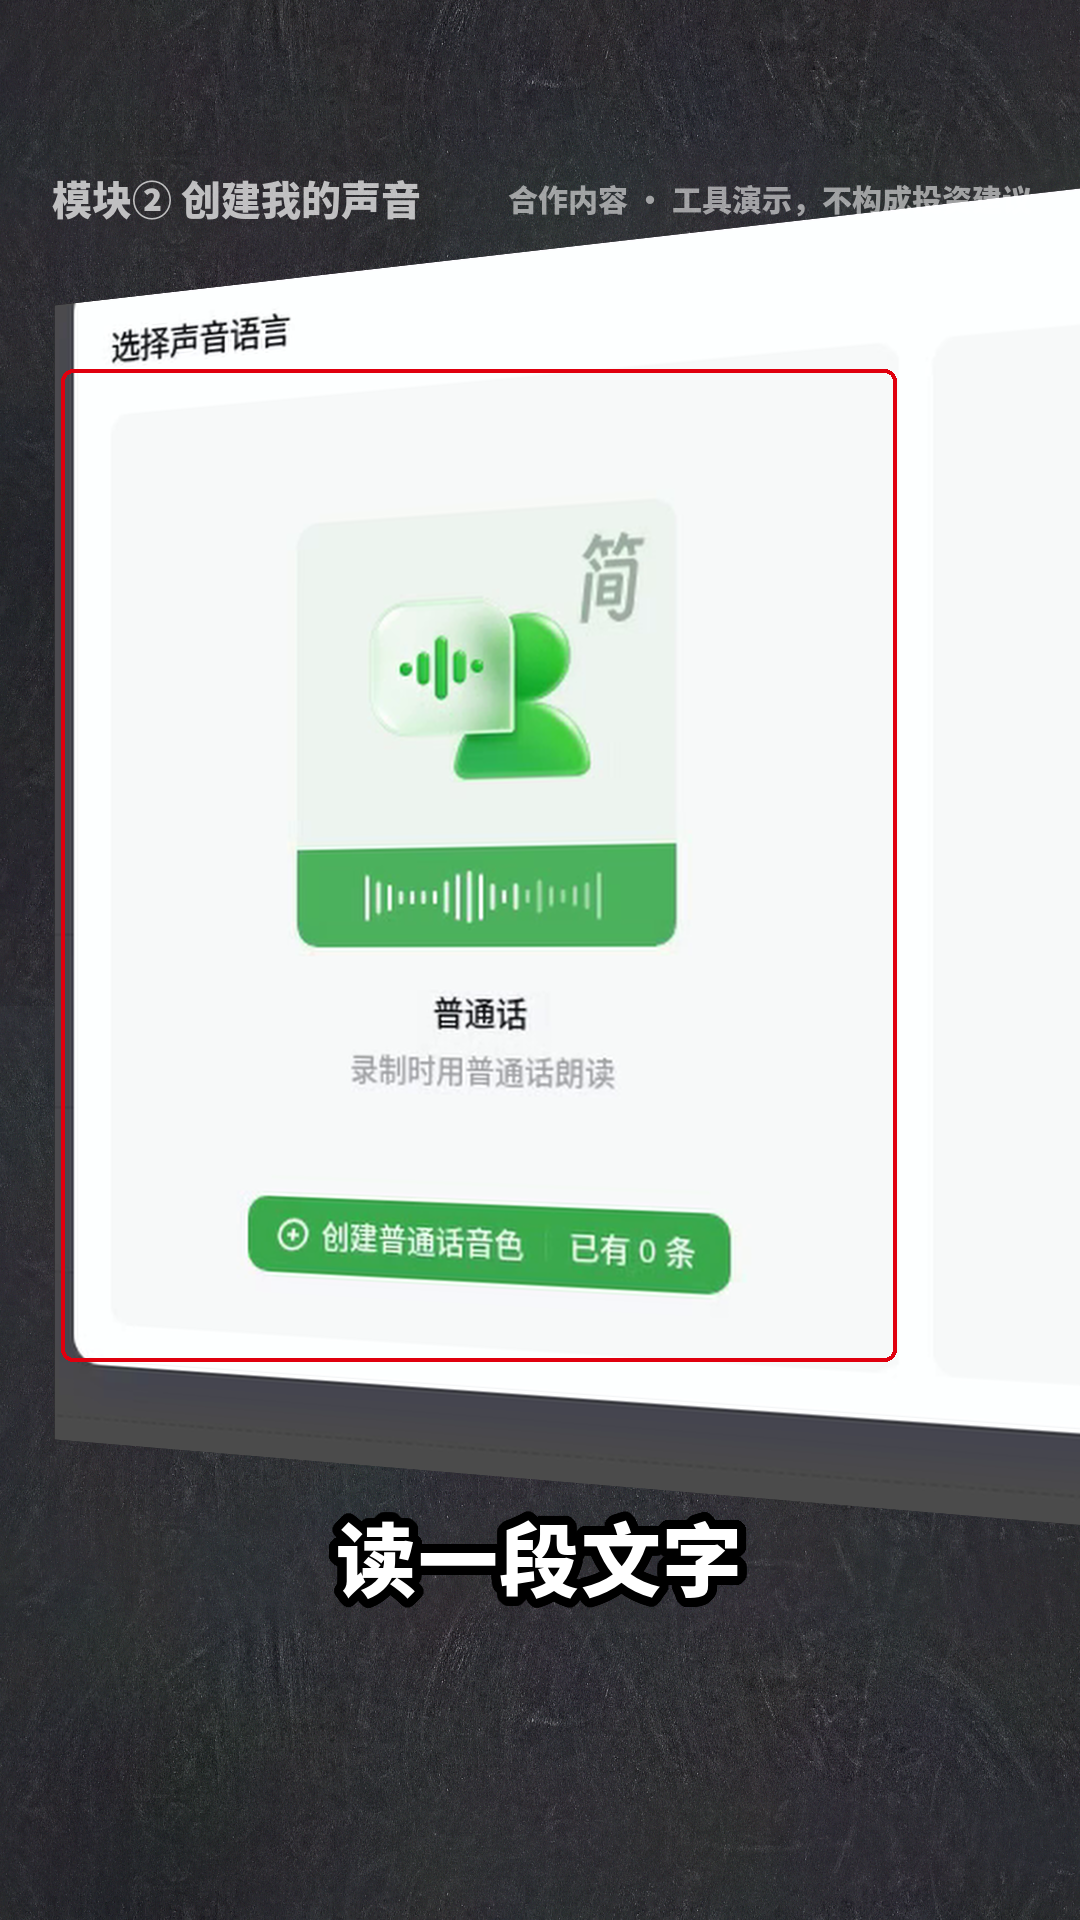 模块② 创建我的声音
合作内容 · 工具演示，不构成投资建议
选择声音语言
简
普通话
录制时用普通话朗读
创建普通话音色 已有 0 条
读一段文字